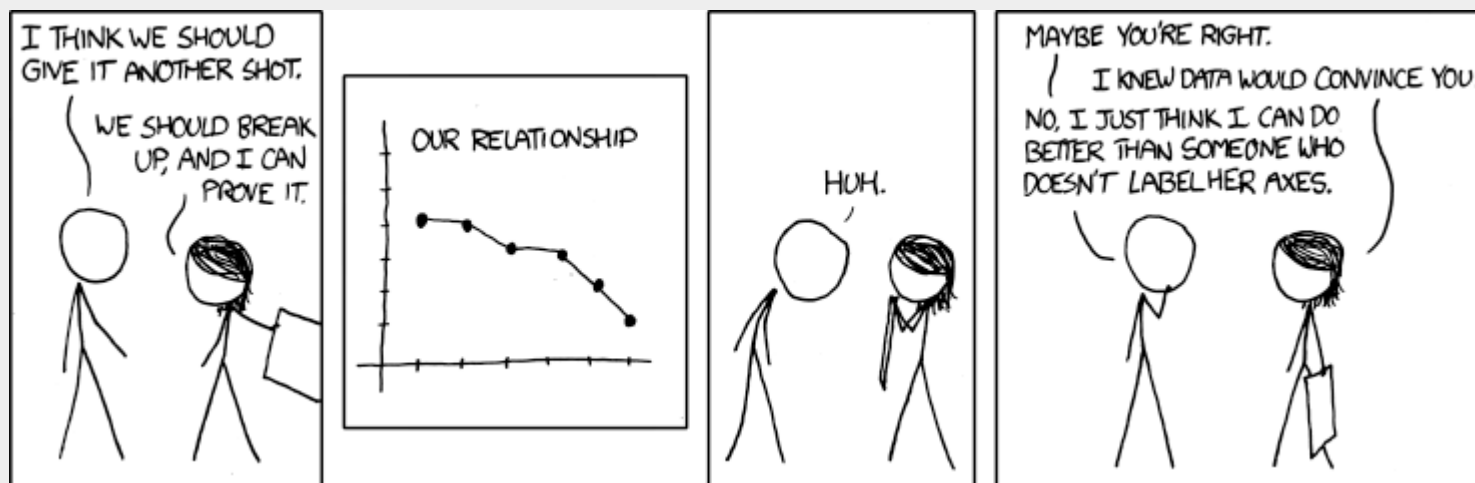 I THINK WE SHOULD
GIVE IT ANOTHER SHOT.
WE SHOULD BREAK
UP, AND I CAN
PROVE IT.
OUR RELATIONSHIP
HUH.
MAYBE YOU'RE RIGHT.
I KNEW DATA WOULD CONVINCE YOU.
NO, I JUST THINK I CAN DO
BETTER THAN SOMEONE WHO
DOESN'T LABEL HER AXES.